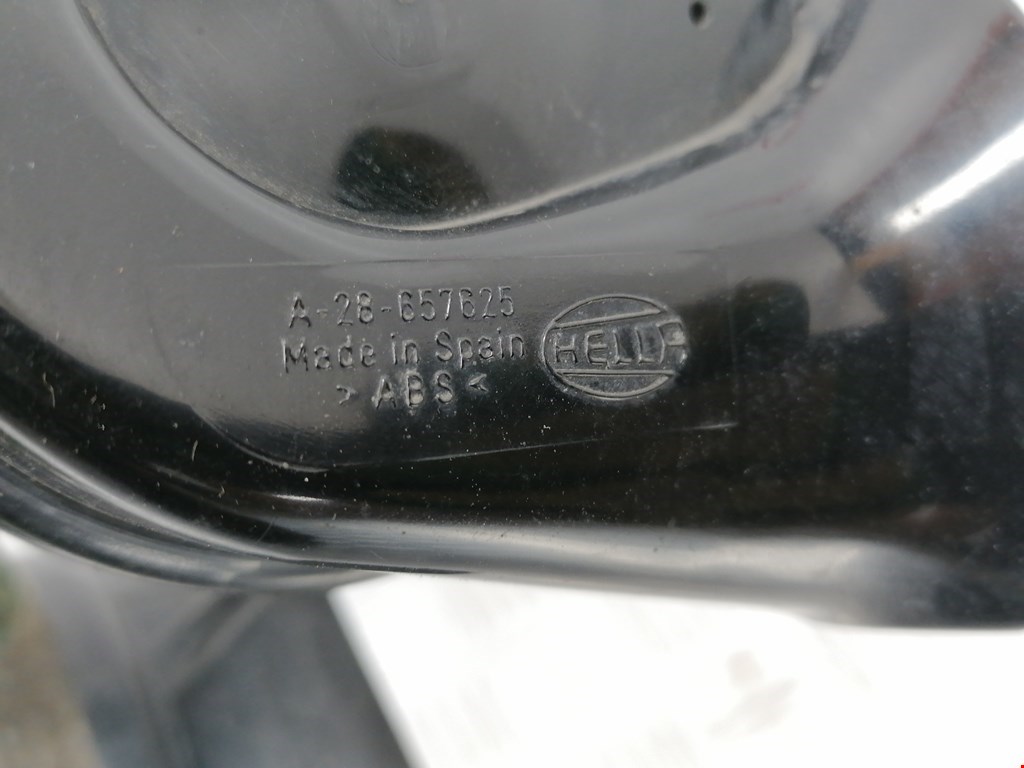 A-28-657625
Made in Spain
>ABS<
HELLA